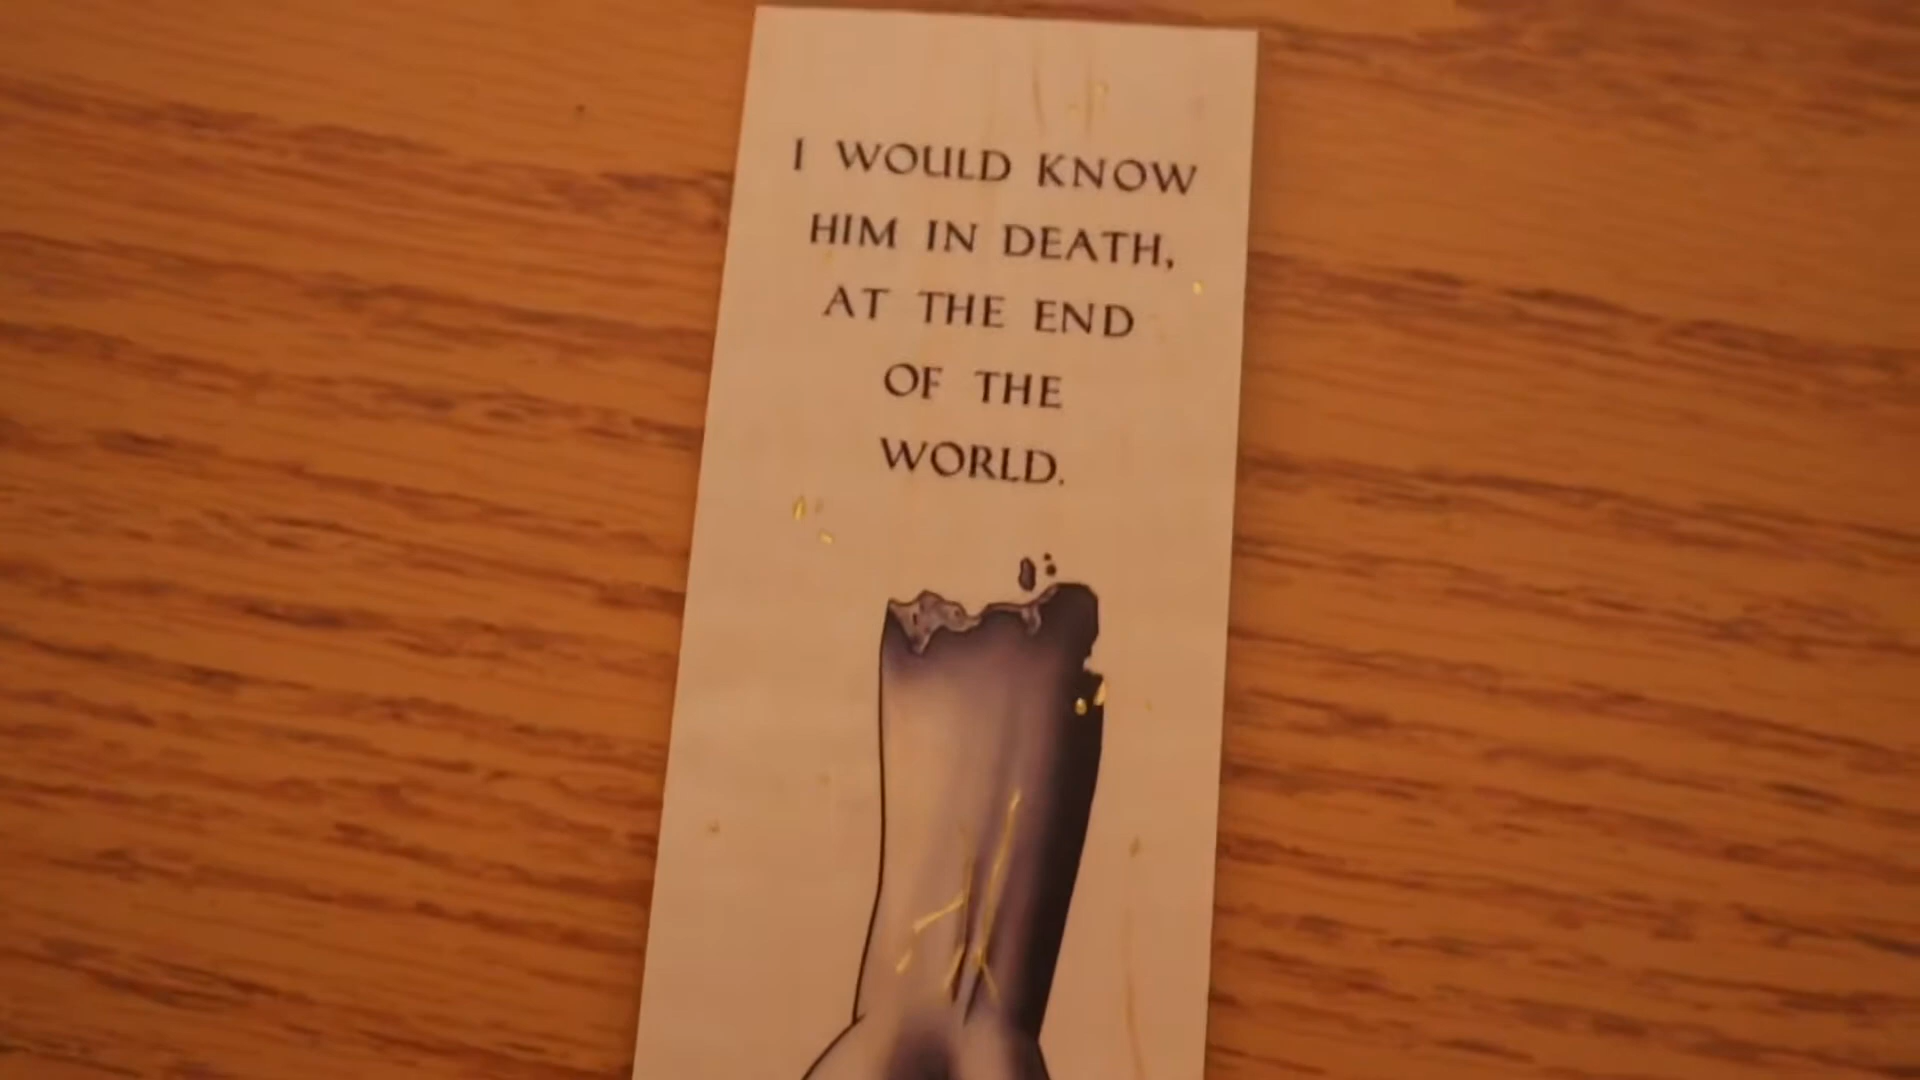 I WOULD KNOW
HIM IN DEATH,
AT THE END
OF THE
WORLD.